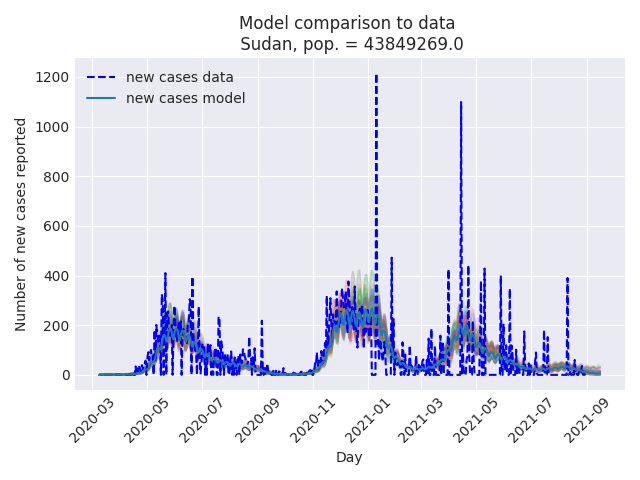 Model comparison to data
Sudan, pop. = 43849269.0
new cases data
new cases model
Number of new cases reported
1200
1000
800
600
400
200
0
2020-03
2020-05
2020-07
2020-09
2020-11
2021-01
2021-03
2021-05
2021-07
2021-09
Day